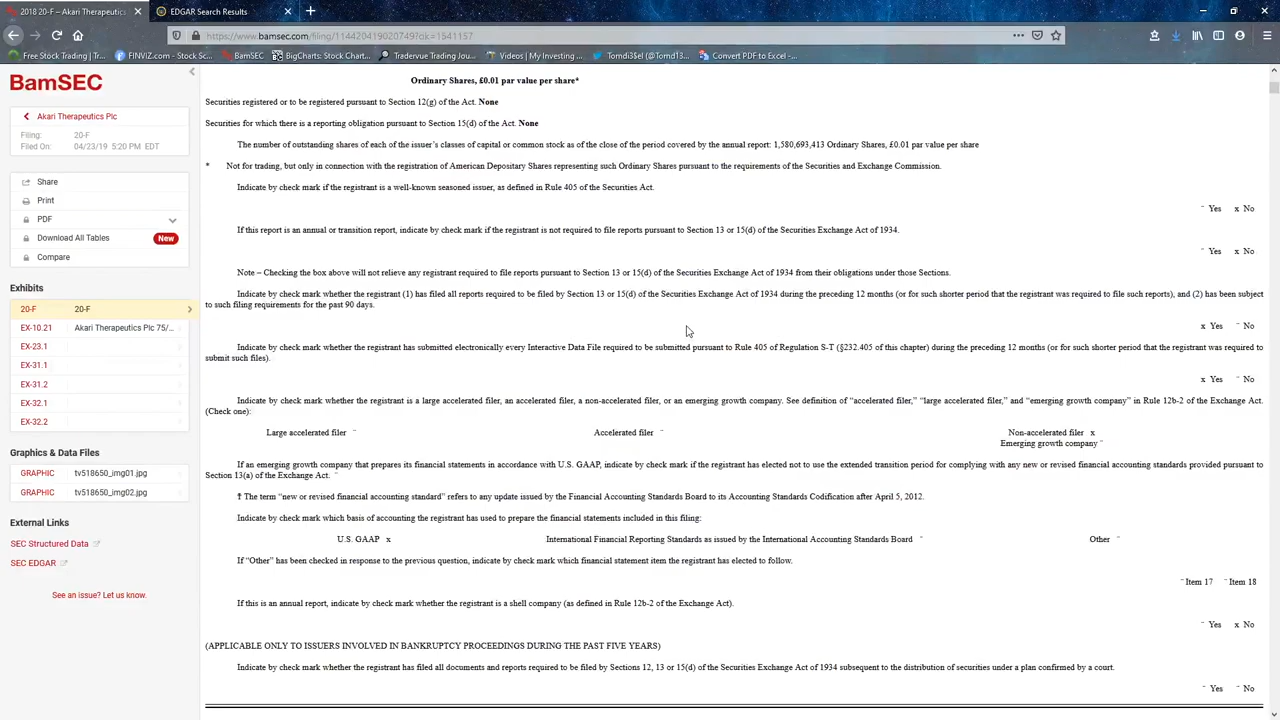 2018 20-F – Akari Therapeutics
EDGAR Search Results
https://www.bamsec.com/filing/114420419020749?cik=1541157
Free Stock Trading | F...
FINVIZ.com - Stock Sc...
BamSEC
BigCharts: StockChart...
Tradervue Trading Jour...
Videos | My Investing ...
Tomdi3$el (@Tomd13...
Convert PDF to Excel -...
BamSEC
Akari Therapeutics Plc
Filing: 20-F
Filed On: 04/23/19 5:20 PM EDT
Share
Print
PDF
Download All Tables New
Compare
Exhibits
20-F 20-F
EX-10.21 Akari Therapeutics Plc 75/...
EX-23.1
EX-31.1
EX-31.2
EX-32.1
EX-32.2
Graphics & Data Files
GRAPHIC tv518650_img01.jpg
GRAPHIC tv518650_img02.jpg
External Links
SEC Structured Data
SEC EDGAR
See an issue? Let us know.
Ordinary Shares, £0.01 par value per share*
Securities registered or to be registered pursuant to Section 12(g) of the Act. None
Securities for which there is a reporting obligation pursuant to Section 15(d) of the Act. None
The number of outstanding shares of each of the issuer's classes of capital or common stock as of the close of the period covered by the annual report: 1,580,693,413 Ordinary Shares, £0.01 par value per share
* Not for trading, but only in connection with the registration of American Depositary Shares representing such Ordinary Shares pursuant to the requirements of the Securities and Exchange Commission.
Indicate by check mark if the registrant is a well-known seasoned issuer, as defined in Rule 405 of the Securities Act.
¨ Yes x No
If this report is an annual or transition report, indicate by check mark if the registrant is not required to file reports pursuant to Section 13 or 15(d) of the Securities Exchange Act of 1934.
¨ Yes x No
Note – Checking the box above will not relieve any registrant required to file reports pursuant to Section 13 or 15(d) of the Securities Exchange Act of 1934 from their obligations under those Sections.
Indicate by check mark whether the registrant (1) has filed all reports required to be filed by Section 13 or 15(d) of the Securities Exchange Act of 1934 during the preceding 12 months (or for such shorter period that the registrant was required to file such reports), and (2) has been subject
to such filing requirements for the past 90 days.
x Yes ¨ No
Indicate by check mark whether the registrant has submitted electronically every Interactive Data File required to be submitted pursuant to Rule 405 of Regulation S-T (§232.405 of this chapter) during the preceding 12 months (or for such shorter period that the registrant was required to
submit such files).
x Yes ¨ No
Indicate by check mark whether the registrant is a large accelerated filer, an accelerated filer, a non-accelerated filer, or an emerging growth company. See definition of “accelerated filer,” “large accelerated filer,” and “emerging growth company” in Rule 12b-2 of the Exchange Act.
(Check one):
Large accelerated filer ¨ Accelerated filer ¨ Non-accelerated filer x
Emerging growth company ¨
If an emerging growth company that prepares its financial statements in accordance with U.S. GAAP, indicate by check mark if the registrant has elected not to use the extended transition period for complying with any new or revised financial accounting standards provided pursuant to
Section 13(a) of the Exchange Act. ¨
† The term “new or revised financial accounting standard” refers to any update issued by the Financial Accounting Standards Board to its Accounting Standards Codification after April 5, 2012.
Indicate by check mark which basis of accounting the registrant has used to prepare the financial statements included in this filing:
U.S. GAAP x International Financial Reporting Standards as issued by the International Accounting Standards Board ¨ Other ¨
If “Other” has been checked in response to the previous question, indicate by check mark which financial statement item the registrant has elected to follow.
¨ Item 17 ¨ Item 18
If this is an annual report, indicate by check mark whether the registrant is a shell company (as defined in Rule 12b-2 of the Exchange Act).
¨ Yes x No
(APPLICABLE ONLY TO ISSUERS INVOLVED IN BANKRUPTCY PROCEEDINGS DURING THE PAST FIVE YEARS)
Indicate by check mark whether the registrant has filed all documents and reports required to be filed by Sections 12, 13 or 15(d) of the Securities Exchange Act of 1934 subsequent to the distribution of securities under a plan confirmed by a court.
¨ Yes ¨ No